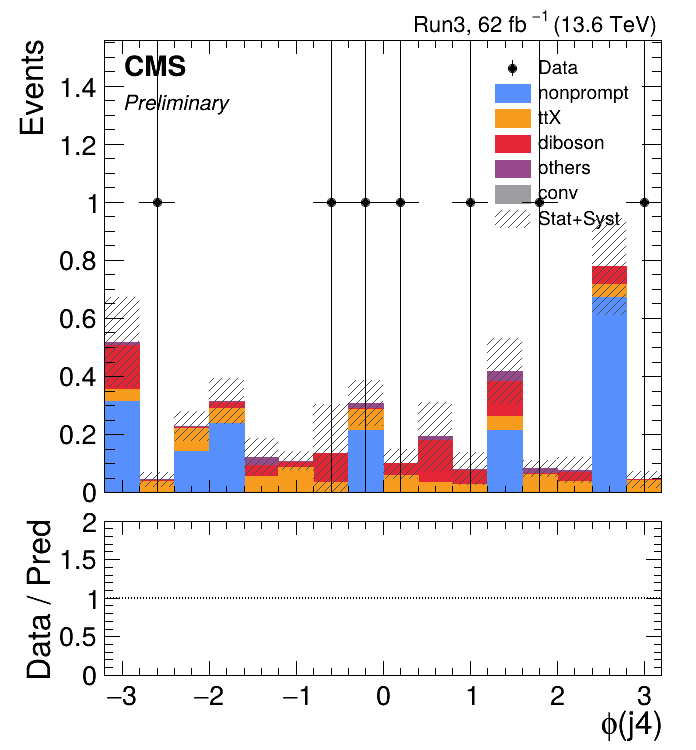 Run3, 62 fb⁻¹ (13.6 TeV)
CMS
Preliminary
Events
Data
nonprompt
ttX
diboson
others
conv
Stat+Syst
1.4
1.2
1
0.8
0.6
0.4
0.2
0
Data / Pred
2
1.5
1
0.5
0
−3 −2 −1 0 1 2 3
ϕ(j4)